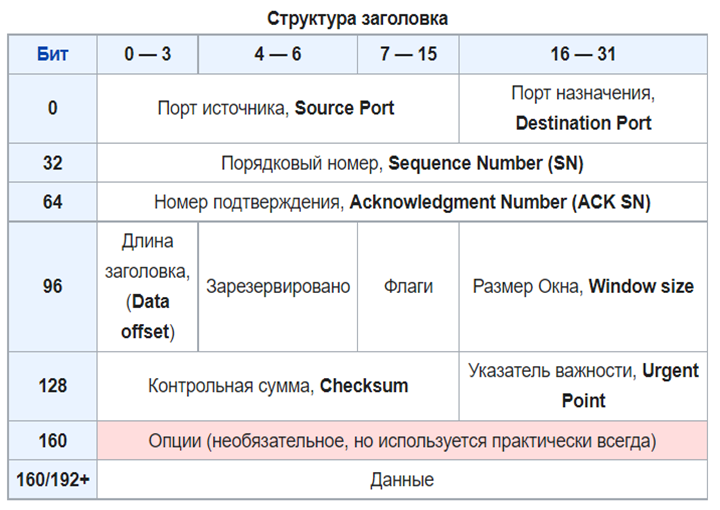 Структура заголовка
Бит 0 — 3 4 — 6 7 — 15 16 — 31
0 Порт источника, Source Port Порт назначения, Destination Port
32 Порядковый номер, Sequence Number (SN)
64 Номер подтверждения, Acknowledgment Number (ACK SN)
96 Длина заголовка, (Data offset) Зарезервировано Флаги Размер Окна, Window size
128 Контрольная сумма, Checksum Указатель важности, Urgent Point
160 Опции (необязательное, но используется практически всегда)
160/192+ Данные